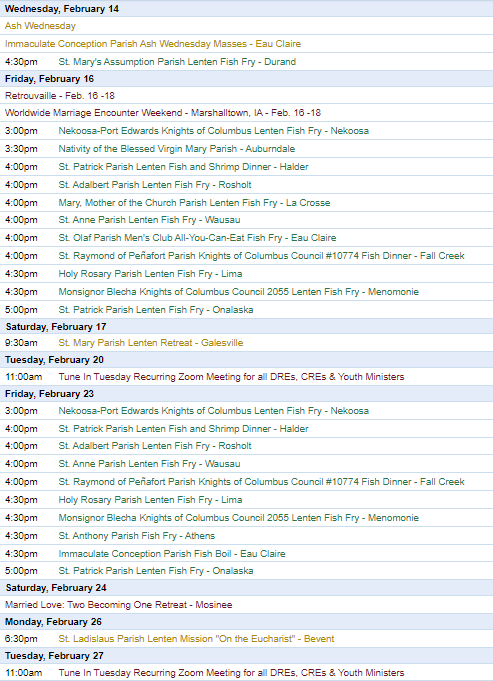 Wednesday, February 14
Ash Wednesday
Immaculate Conception Parish Ash Wednesday Masses - Eau Claire
4:30pm St. Mary's Assumption Parish Lenten Fish Fry - Durand
Friday, February 16
Retrouvaille - Feb. 16 -18
Worldwide Marriage Encounter Weekend - Marshalltown, IA - Feb. 16 -18
3:00pm Nekoosa-Port Edwards Knights of Columbus Lenten Fish Fry - Nekoosa
3:30pm Nativity of the Blessed Virgin Mary Parish - Auburndale
4:00pm St. Patrick Parish Lenten Fish and Shrimp Dinner - Halder
4:00pm St. Adalbert Parish Lenten Fish Fry - Rosholt
4:00pm Mary, Mother of the Church Parish Lenten Fish Fry - La Crosse
4:00pm St. Anne Parish Lenten Fish Fry - Wausau
4:00pm St. Olaf Parish Men's Club All-You-Can-Eat Fish Fry - Eau Claire
4:00pm St. Raymond of Peñafort Parish Knights of Columbus Council #10774 Fish Dinner - Fall Creek
4:30pm Holy Rosary Parish Lenten Fish Fry - Lima
4:30pm Monsignor Blecha Knights of Columbus Council 2055 Lenten Fish Fry - Menomonie
5:00pm St. Patrick Parish Lenten Fish Fry - Onalaska
Saturday, February 17
9:30am St. Mary Parish Lenten Retreat - Galesville
Tuesday, February 20
11:00am Tune In Tuesday Recurring Zoom Meeting for all DREs, CREs & Youth Ministers
Friday, February 23
3:00pm Nekoosa-Port Edwards Knights of Columbus Lenten Fish Fry - Nekoosa
4:00pm St. Patrick Parish Lenten Fish and Shrimp Dinner - Halder
4:00pm St. Adalbert Parish Lenten Fish Fry - Rosholt
4:00pm St. Anne Parish Lenten Fish Fry - Wausau
4:00pm St. Raymond of Peñafort Parish Knights of Columbus Council #10774 Fish Dinner - Fall Creek
4:30pm Holy Rosary Parish Lenten Fish Fry - Lima
4:30pm Monsignor Blecha Knights of Columbus Council 2055 Lenten Fish Fry - Menomonie
4:30pm St. Anthony Parish Fish Fry - Athens
4:30pm Immaculate Conception Parish Fish Boil - Eau Claire
5:00pm St. Patrick Parish Lenten Fish Fry - Onalaska
Saturday, February 24
Married Love: Two Becoming One Retreat - Mosinee
Monday, February 26
6:30pm St. Ladislaus Parish Lenten Mission "On the Eucharist" - Bevent
Tuesday, February 27
11:00am Tune In Tuesday Recurring Zoom Meeting for all DREs, CREs & Youth Ministers